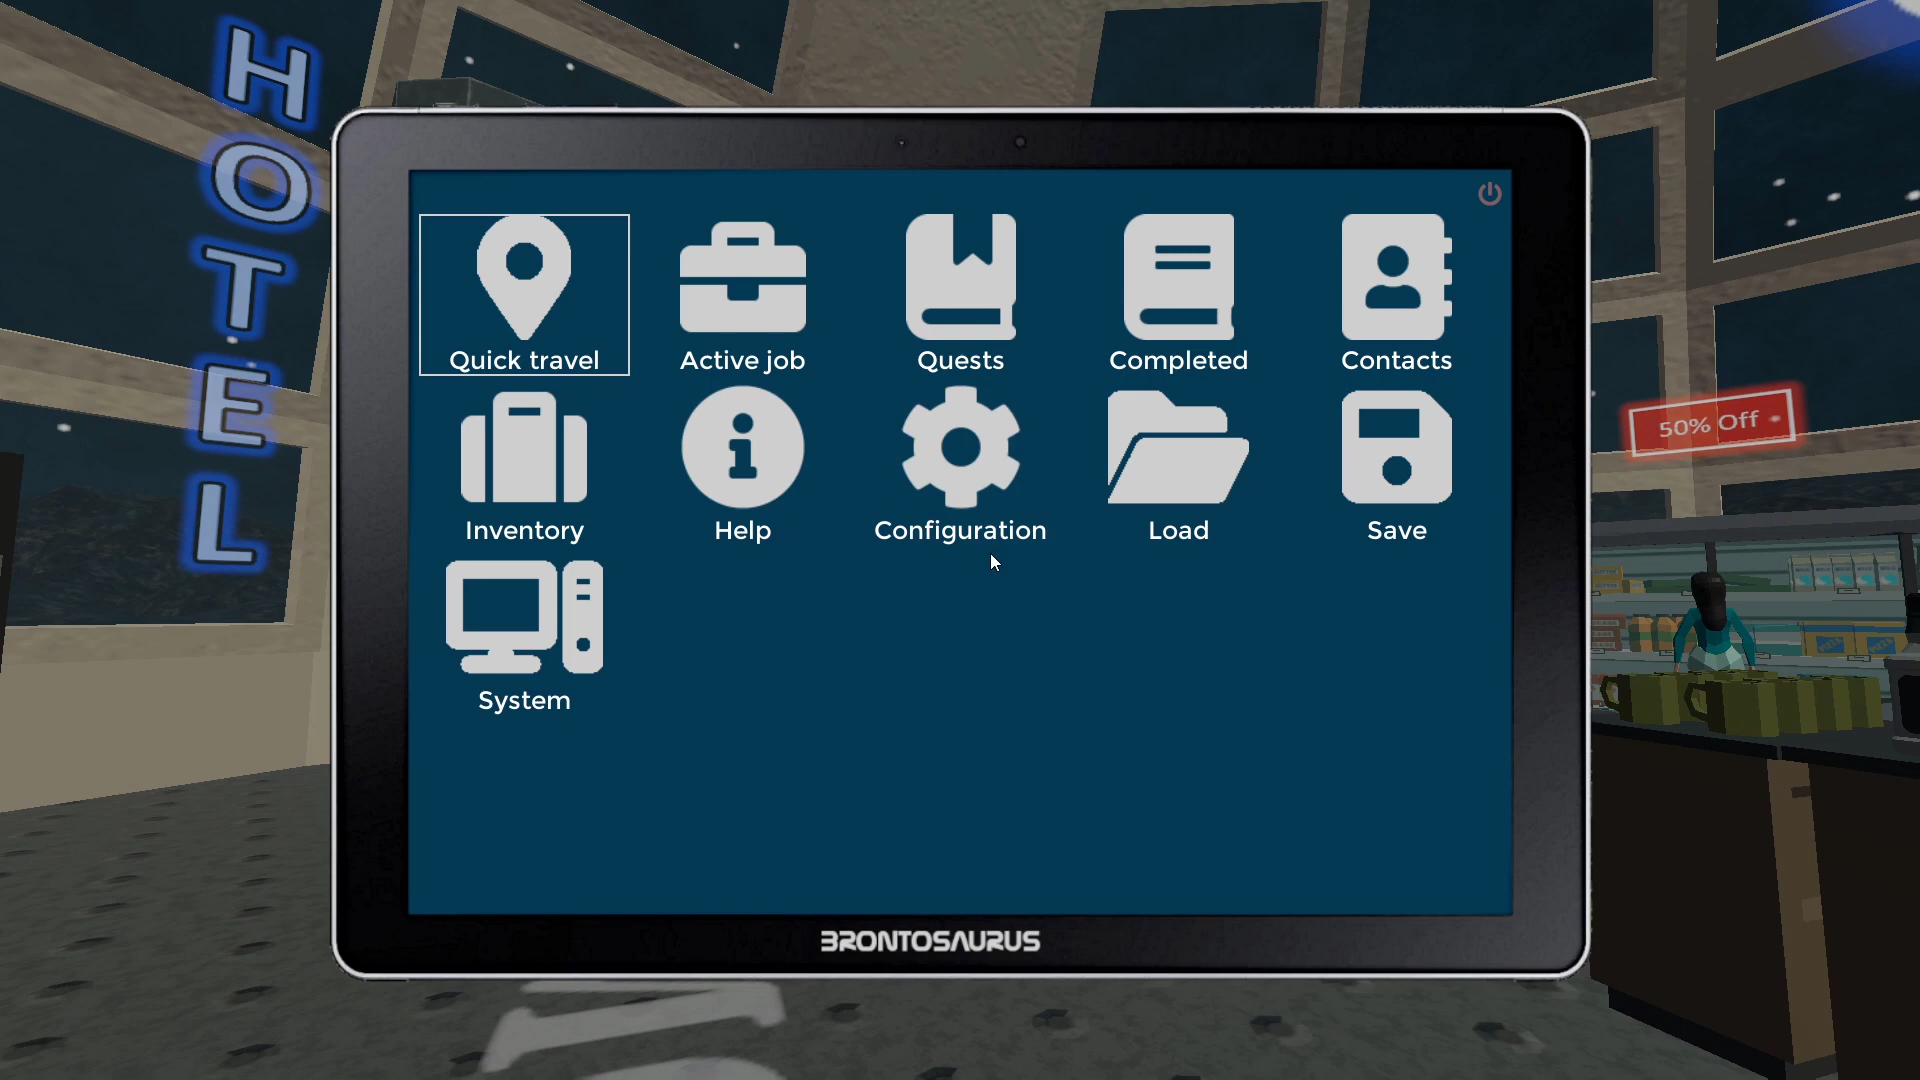 HOTEL
Quick travel
Active job
Quests
Completed
Contacts
Inventory
Help
Configuration
Load
Save
System
50% Off
BRONTOSAURUS